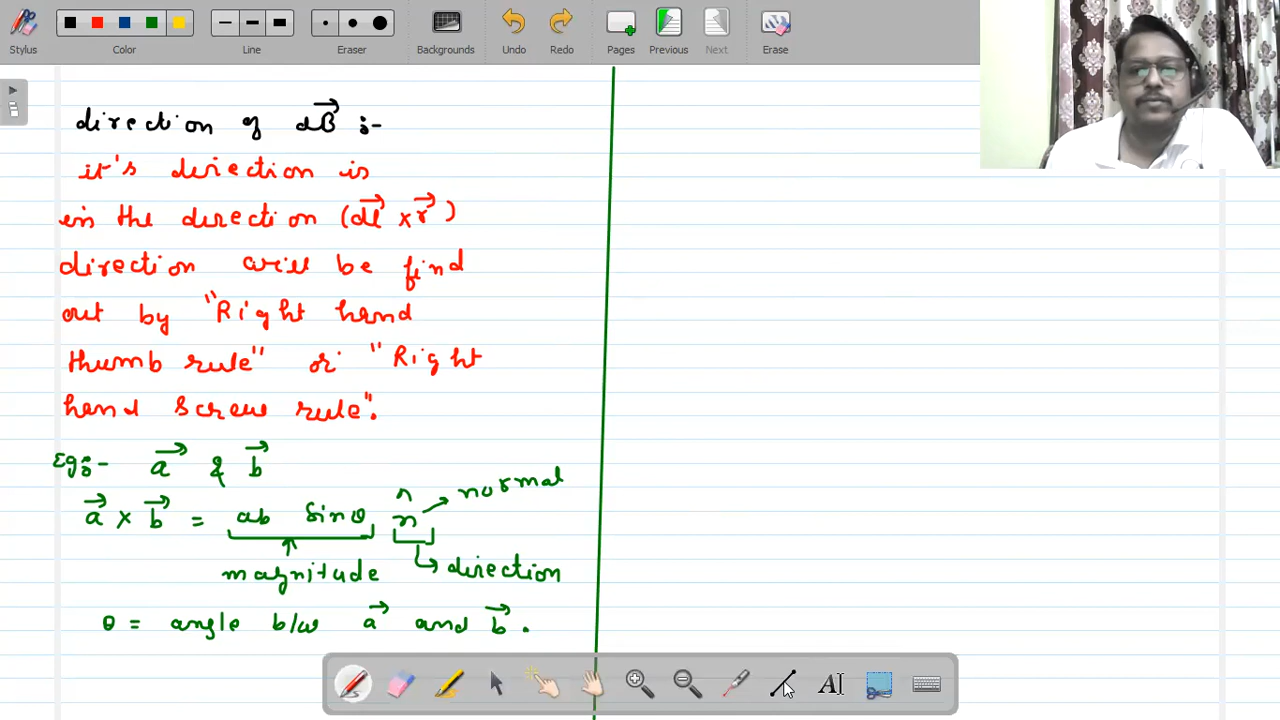 Stylus
Color
Line
Eraser
Backgrounds
Undo
Redo
Pages
Previous
Next
Erase
direction of dB⃗ :-
it's direction is
in the direction (dl⃗ × r⃗)
direction will be find
out by "Right hand
thumb rule" or "Right
hand screw rule".
Eg:- a⃗ & b⃗
a⃗ × b⃗ = ab sinθ n̂ → normal
magnitude
direction
θ = angle b/w a⃗ and b⃗.